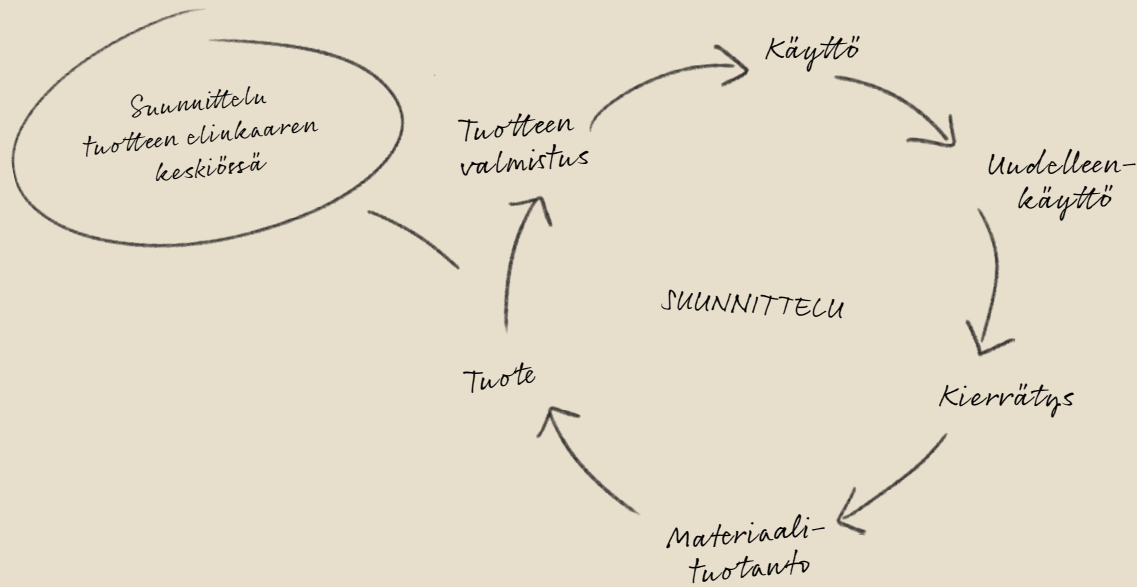 Suunnittelu
tuotteen elinkaaren
keskiössä
Tuotteen
valmistus
Käyttö
Uudelleen-
käyttö
SUUNNITTELU
Tuote
Kierrätys
Materiaali-
tuotanto